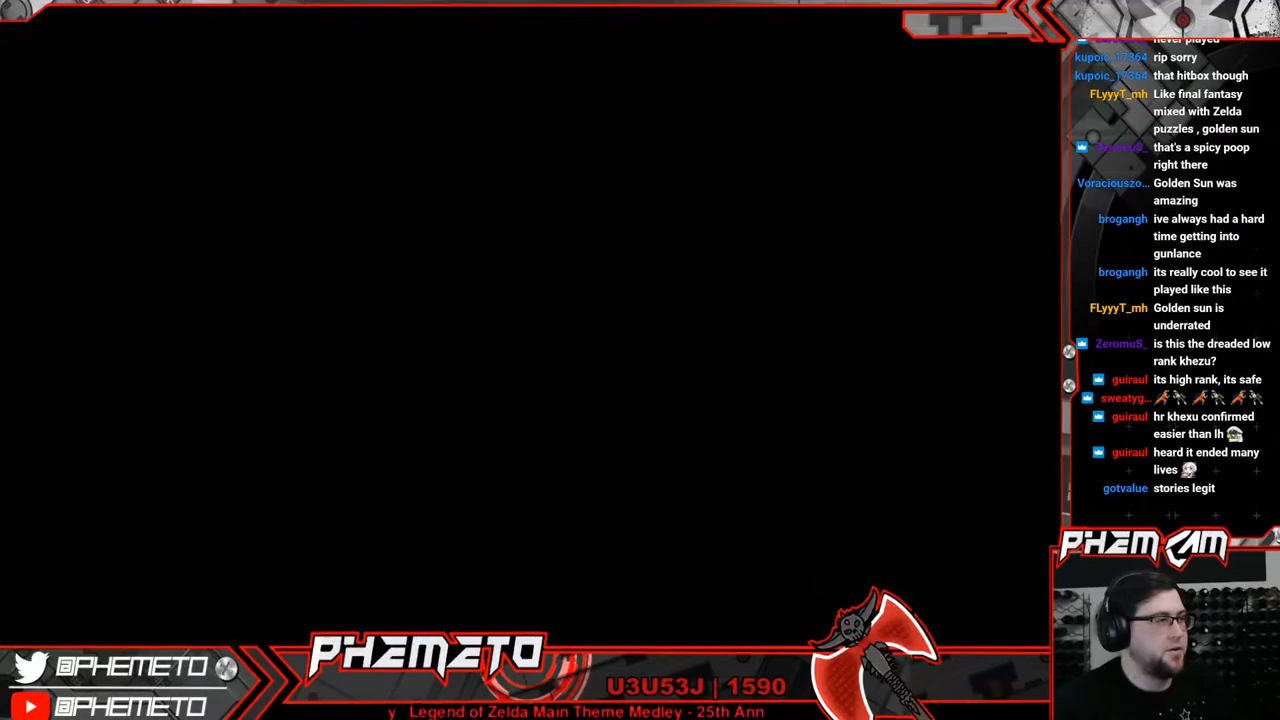 never played
kupoic_17364 rip sorry
kupoic_17364 that hitbox though
FLyyyT_mh Like final fantasy
mixed with Zelda
puzzles , golden sun
ZeromuS_ that's a spicy poop
right there
Voraciouszo... Golden Sun was
amazing
brogangh ive always had a hard
time getting into
gunlance
brogangh its really cool to see it
played like this
FLyyyT_mh Golden sun is
underrated
ZeromuS_ is this the dreaded low
rank khezu?
guiraul its high rank, its safe
sweatyg...
guiraul hr khexu confirmed
easier than lh
guiraul heard it ended many
lives
gotvalue stories legit
PHEM CAM
PHEMETO
@PHEMETO
@PHEMETO
U3U53J | 1590
y Legend of Zelda Main Theme Medley - 25th Ann